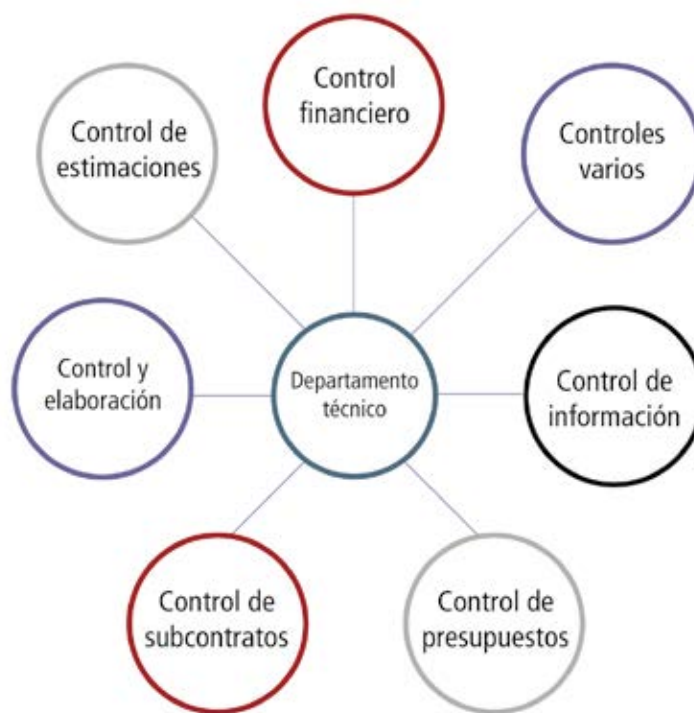 Control
financiero
Control de
estimaciones
Controles
varios
Control y
elaboración
Departamento
técnico
Control de
información
Control de
subcontratos
Control de
presupuestos